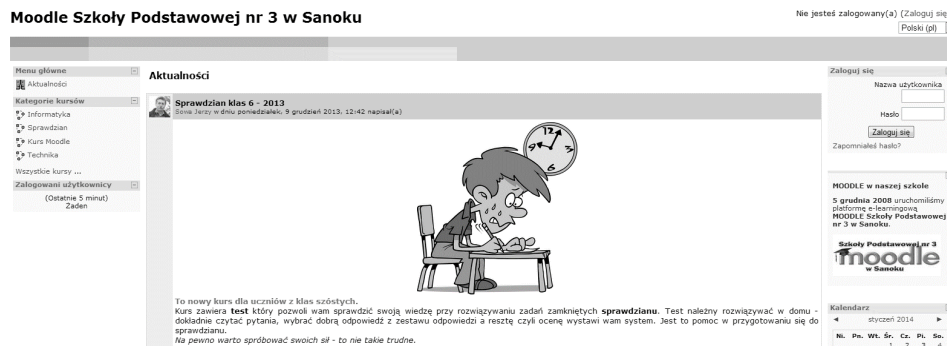 Moodle Szkoły Podstawowej nr 3 w Sanoku
Nie jesteś zalogowany(a) (Zaloguj się
Polski (pl)
Menu główne
Aktualności
Kategorie kursów
Informatyka
Sprawdzian
Kurs Moodle
Technika
Wszystkie kursy ...
Zalogowani użytkownicy
(Ostatnie 5 minut)
Żaden
Aktualności
Sprawdzian klas 6 - 2013
Sowa Jerzy w dniu poniedziałek, 9 grudzień 2013, 12:42 napisał(a)
12
9
3
6
To nowy kurs dla uczniów z klas szóstych.
Kurs zawiera test który pozwoli wam sprawdzić swoją wiedzę przy rozwiązywaniu zadań zamkniętych sprawdzianu. Test należny rozwiązywać w domu -
dokładnie czytać pytania, wybrać dobrą odpowiedź z zestawu odpowiedzi a resztę czyli ocenę wystawi wam system. Jest to pomoc w przygotowaniu się do
sprawdzianu.
Na pewno warto spróbować swoich sił - to nie takie trudne.
Zaloguj się
Nazwa użytkownika
Hasło
Zaloguj się
Zapomniałeś hasło?
MOODLE w naszej szkole
5 grudnia 2008 uruchomiliśmy
platformę e-learningową
MOODLE Szkoły Podstawowej
nr 3 w Sanoku.
Szkoły Podstawowej nr 3
moodle
w Sanoku
Kalendarz
◄ styczeń 2014 ►
Ni. Pn. Wt. Śr. Cz. Pi. So.
1 2 3 4